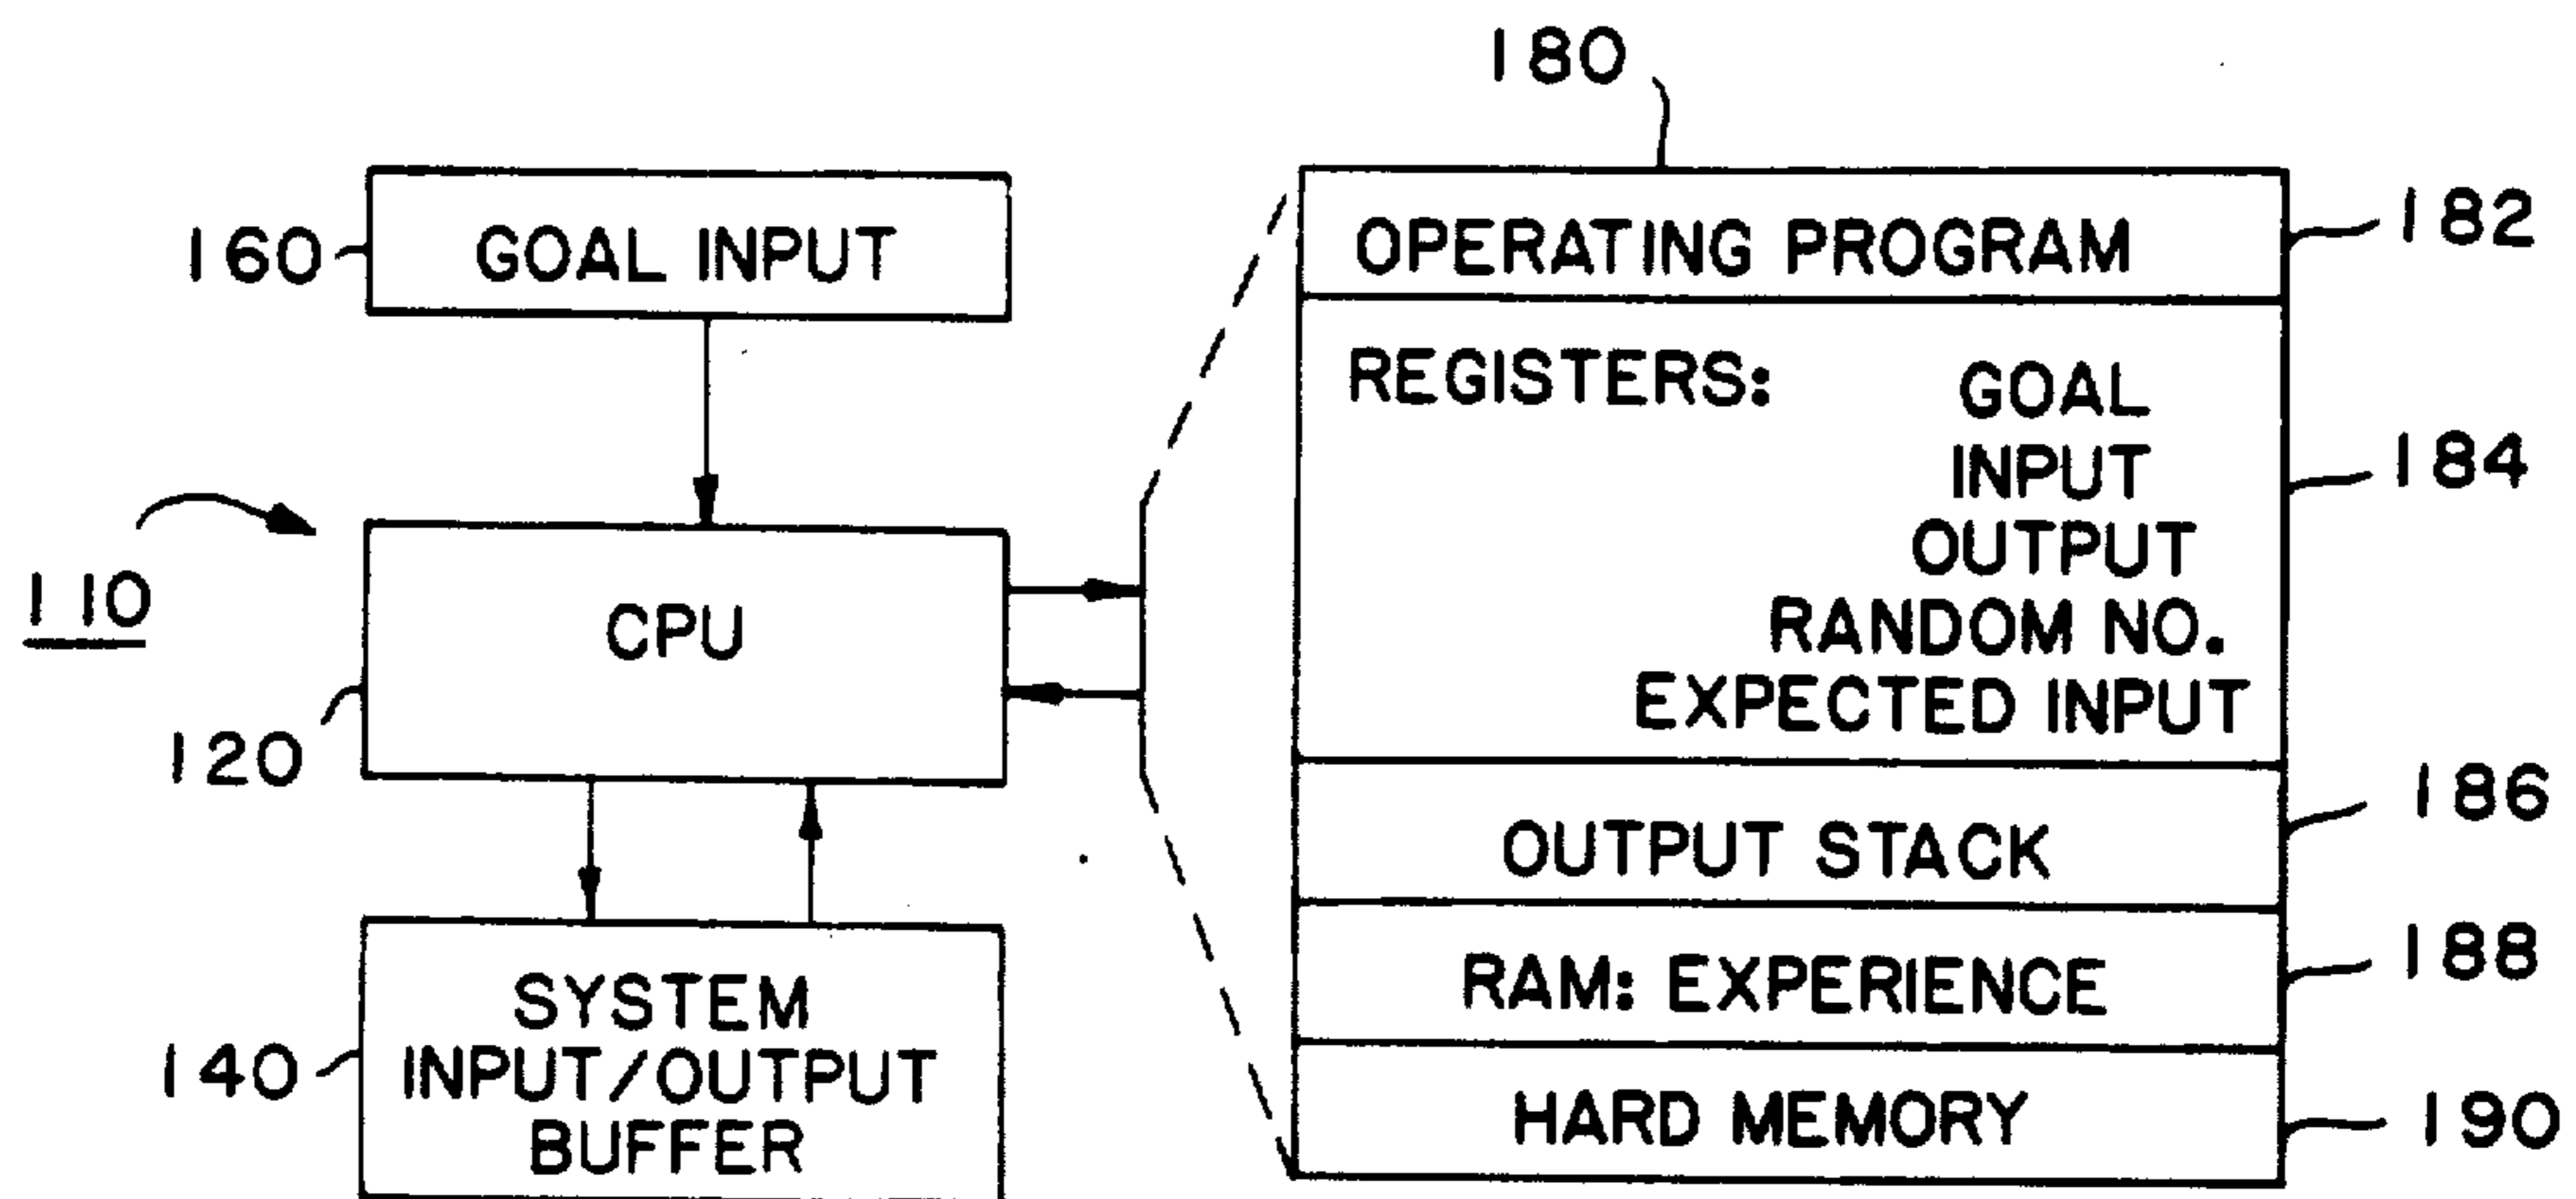 180
160
GOAL INPUT
OPERATING PROGRAM
182
REGISTERS:
GOAL
INPUT
OUTPUT
RANDOM NO.
EXPECTED INPUT
184
110
CPU
120
OUTPUT STACK
186
RAM: EXPERIENCE
188
SYSTEM
INPUT/OUTPUT
BUFFER
140
HARD MEMORY
190